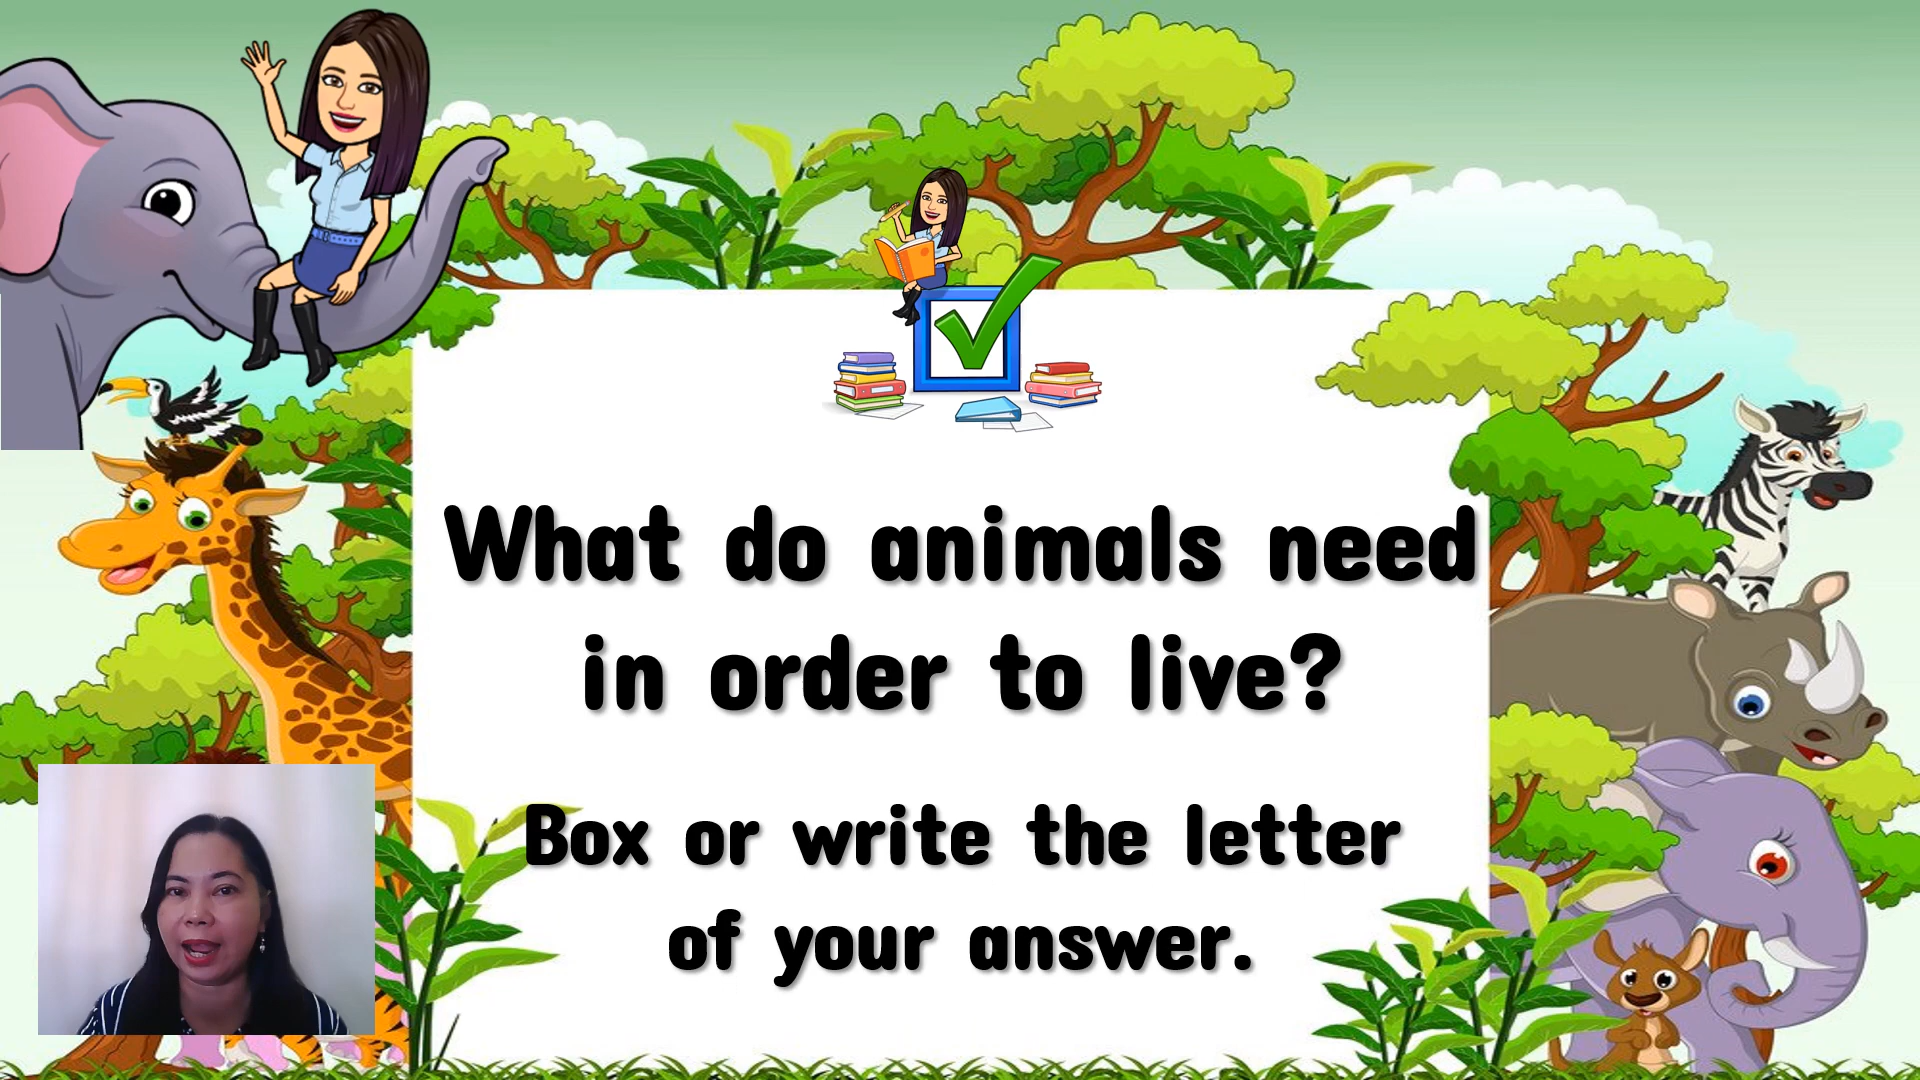 What do animals need
in order to live?
Box or write the letter
of your answer.